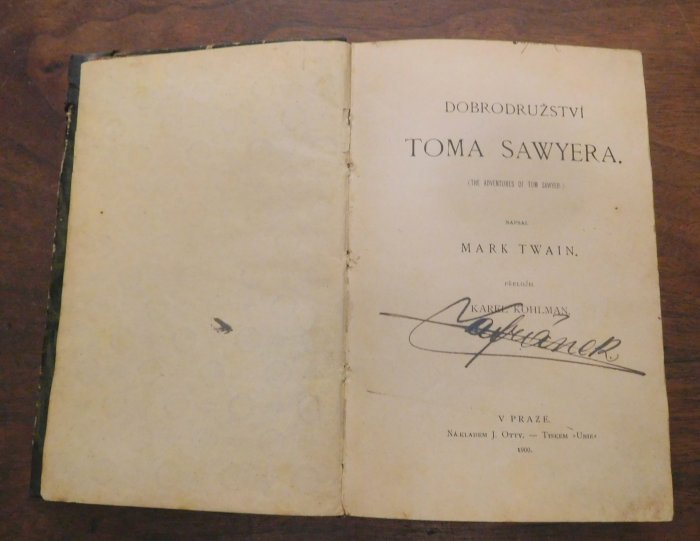 DOBRODRUŽSTVÍ
TOMA SAWYERA.
(THE ADVENTURES OF TOM SAWYER.)
NAPSAL
MARK TWAIN.
PŘELOŽIL
KAREL KOHLMAN.
V PRAZE.
NÁKLADEM J. OTTY. — TISKEM »UNIE«
1900.